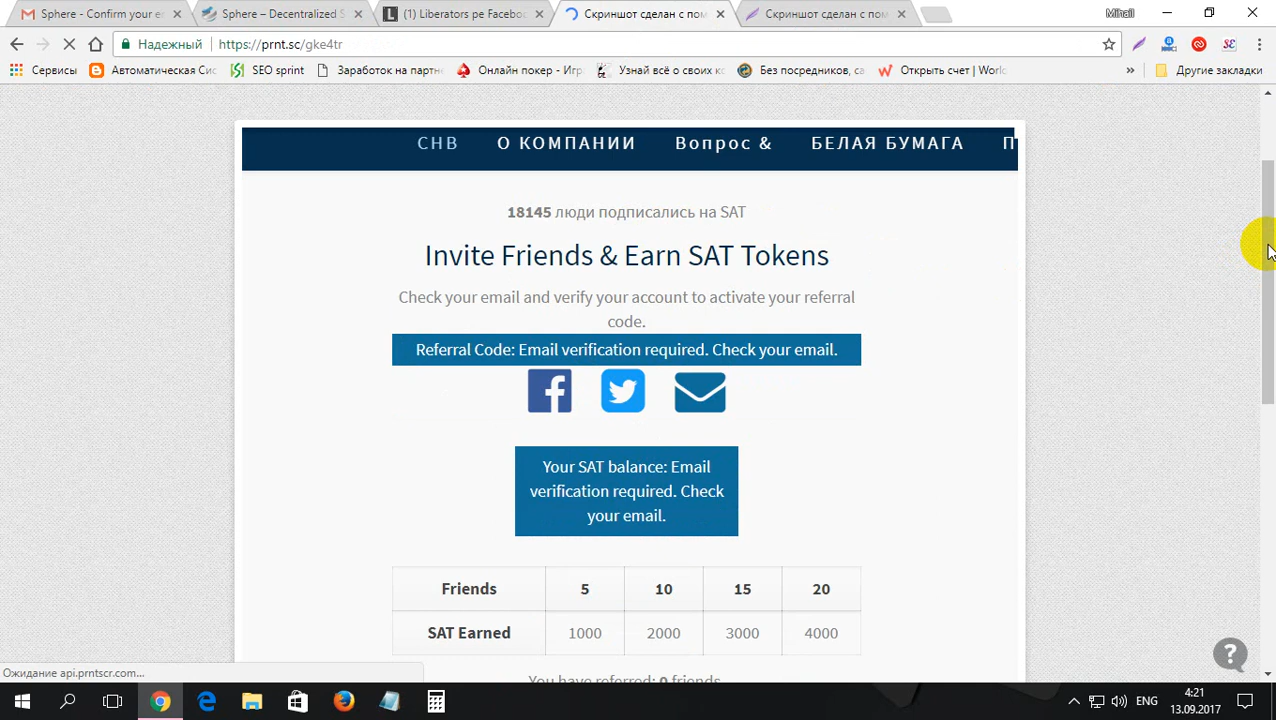 Sphere - Confirm your e
Sphere – Decentralized S
(1) Liberators pe Facebo
Скриншот сделан с пом
Скриншот сделан с пом
Mihail
Надежный
https://prnt.sc/gke4tr
Сервисы
Автоматическая Сис
SEO sprint
Заработок на партн
Онлайн покер - Игр
Узнай всё о своих ко
Без посредников, са
Открыть счет | World
»
Другие закладки
СНВ О КОМПАНИИ Вопрос & БЕЛАЯ БУМАГА П
18145 люди подписались на SAT
Invite Friends & Earn SAT Tokens
Check your email and verify your account to activate your referral
code.
Referral Code: Email verification required. Check your email.
Your SAT balance: Email
verification required. Check
your email.
Friends 5 10 15 20
SAT Earned 1000 2000 3000 4000
You have referred: 0 friends
Ожидание api.prntscr.com...
ENG
4:21
13.09.2017